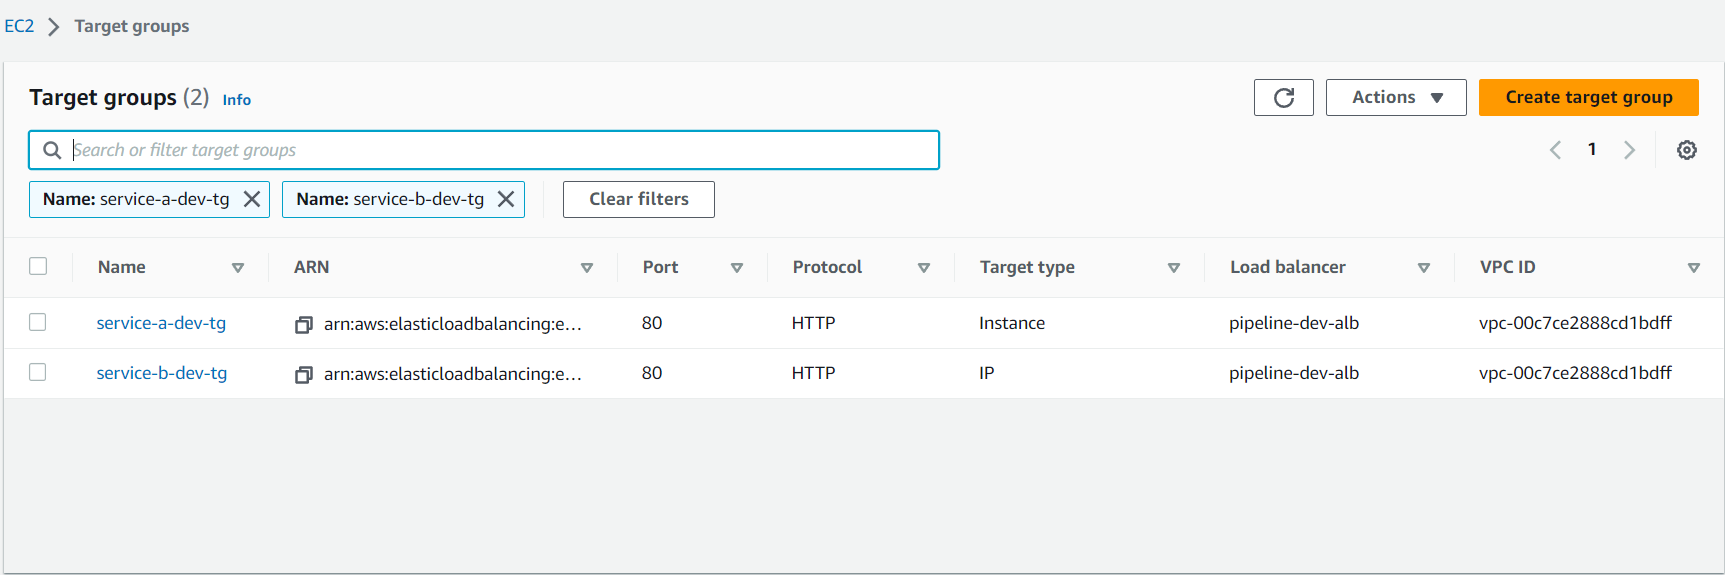 EC2 > Target groups
Target groups (2) Info
Actions
Create target group
Search or filter target groups
1
Name: service-a-dev-tg
Name: service-b-dev-tg
Clear filters
Name ARN Port Protocol Target type Load balancer VPC ID
service-a-dev-tg arn:aws:elasticloadbalancing:e... 80 HTTP Instance pipeline-dev-alb vpc-00c7ce2888cd1bdff
service-b-dev-tg arn:aws:elasticloadbalancing:e... 80 HTTP IP pipeline-dev-alb vpc-00c7ce2888cd1bdff